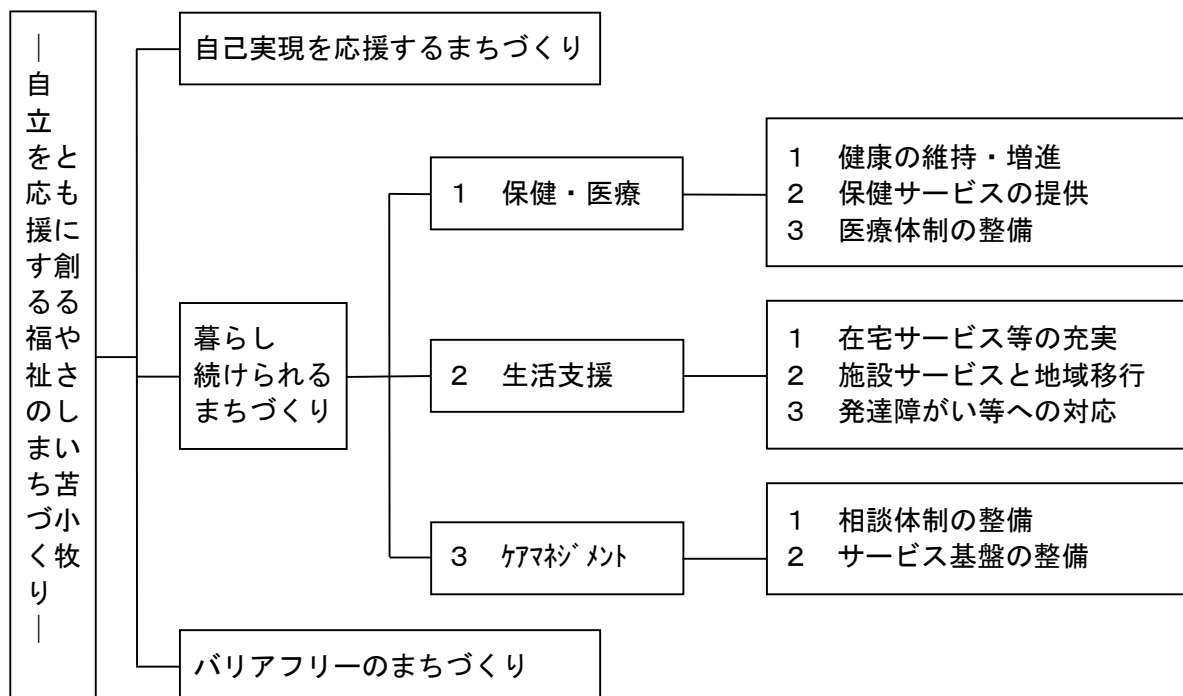 ともに創るやさしい苫小牧
―自立を応援する福祉のまちづくり―
自己実現を応援するまちづくり
暮らし
続けられる
まちづくり
1 保健・医療
1 健康の維持・増進
2 保健サービスの提供
3 医療体制の整備
2 生活支援
1 在宅サービス等の充実
2 施設サービスと地域移行
3 発達障がい等への対応
3 ｹｱﾏﾈｼﾞﾒﾝﾄ
1 相談体制の整備
2 サービス基盤の整備
バリアフリーのまちづくり